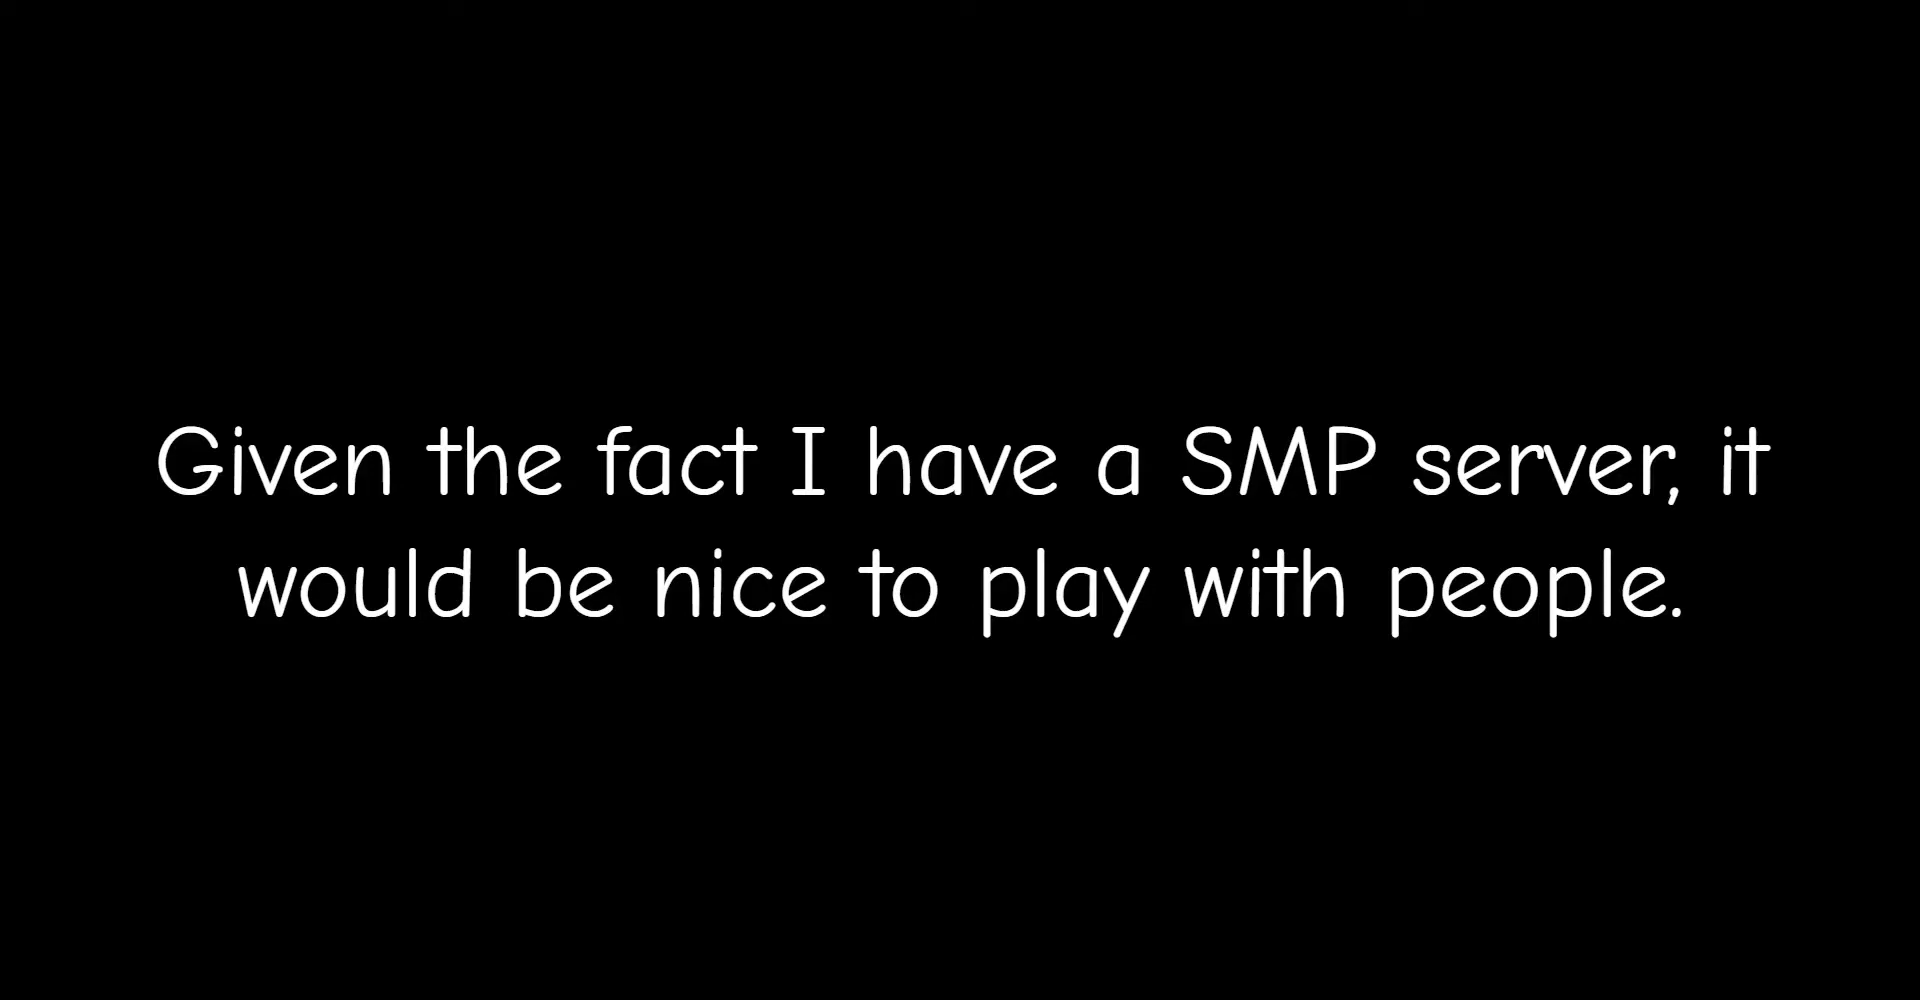 Given the fact I have a SMP server, it
would be nice to play with people.